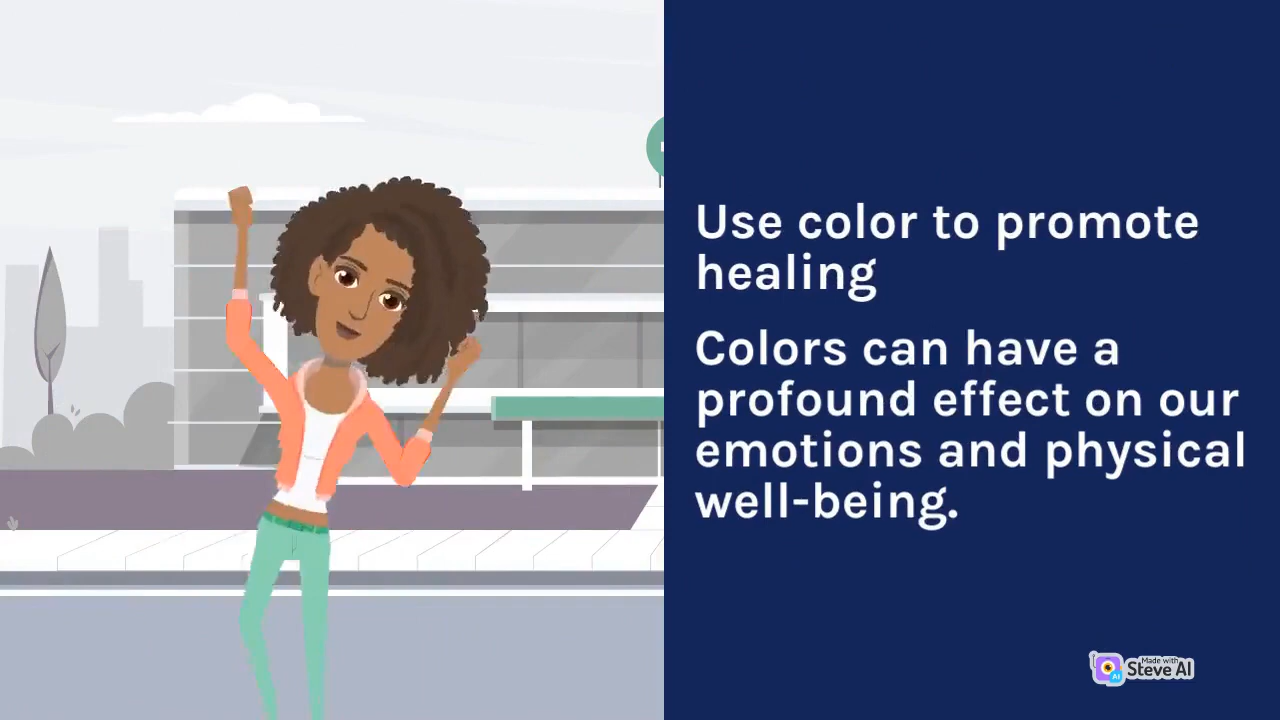 Use color to promote
healing
Colors can have a
profound effect on our
emotions and physical
well-being.
Made with
Steve AI